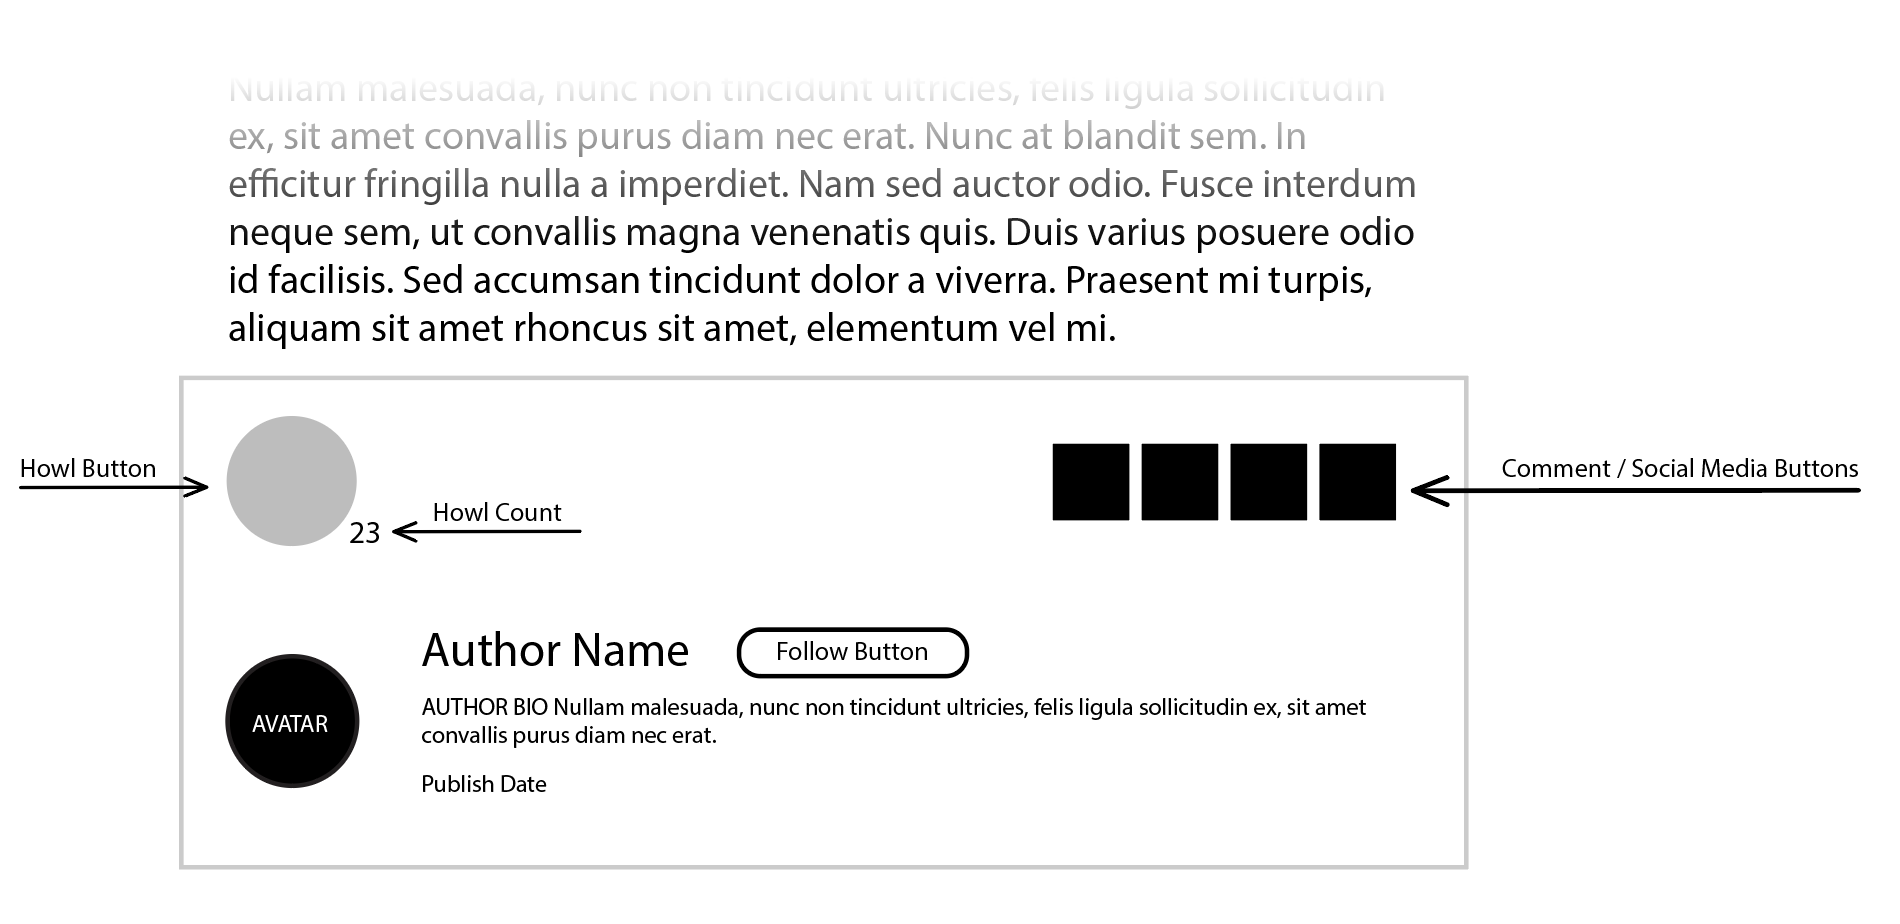 Nullam malesuada, nunc non tincidunt ultricies, felis ligula sollicitudin
ex, sit amet convallis purus diam nec erat. Nunc at blandit sem. In
efficitur fringilla nulla a imperdiet. Nam sed auctor odio. Fusce interdum
neque sem, ut convallis magna venenatis quis. Duis varius posuere odio
id facilisis. Sed accumsan tincidunt dolor a viverra. Praesent mi turpis,
aliquam sit amet rhoncus sit amet, elementum vel mi.
Howl Button
Howl Count
23
Comment / Social Media Buttons
Author Name
Follow Button
AVATAR
AUTHOR BIO Nullam malesuada, nunc non tincidunt ultricies, felis ligula sollicitudin ex, sit amet
convallis purus diam nec erat.
Publish Date